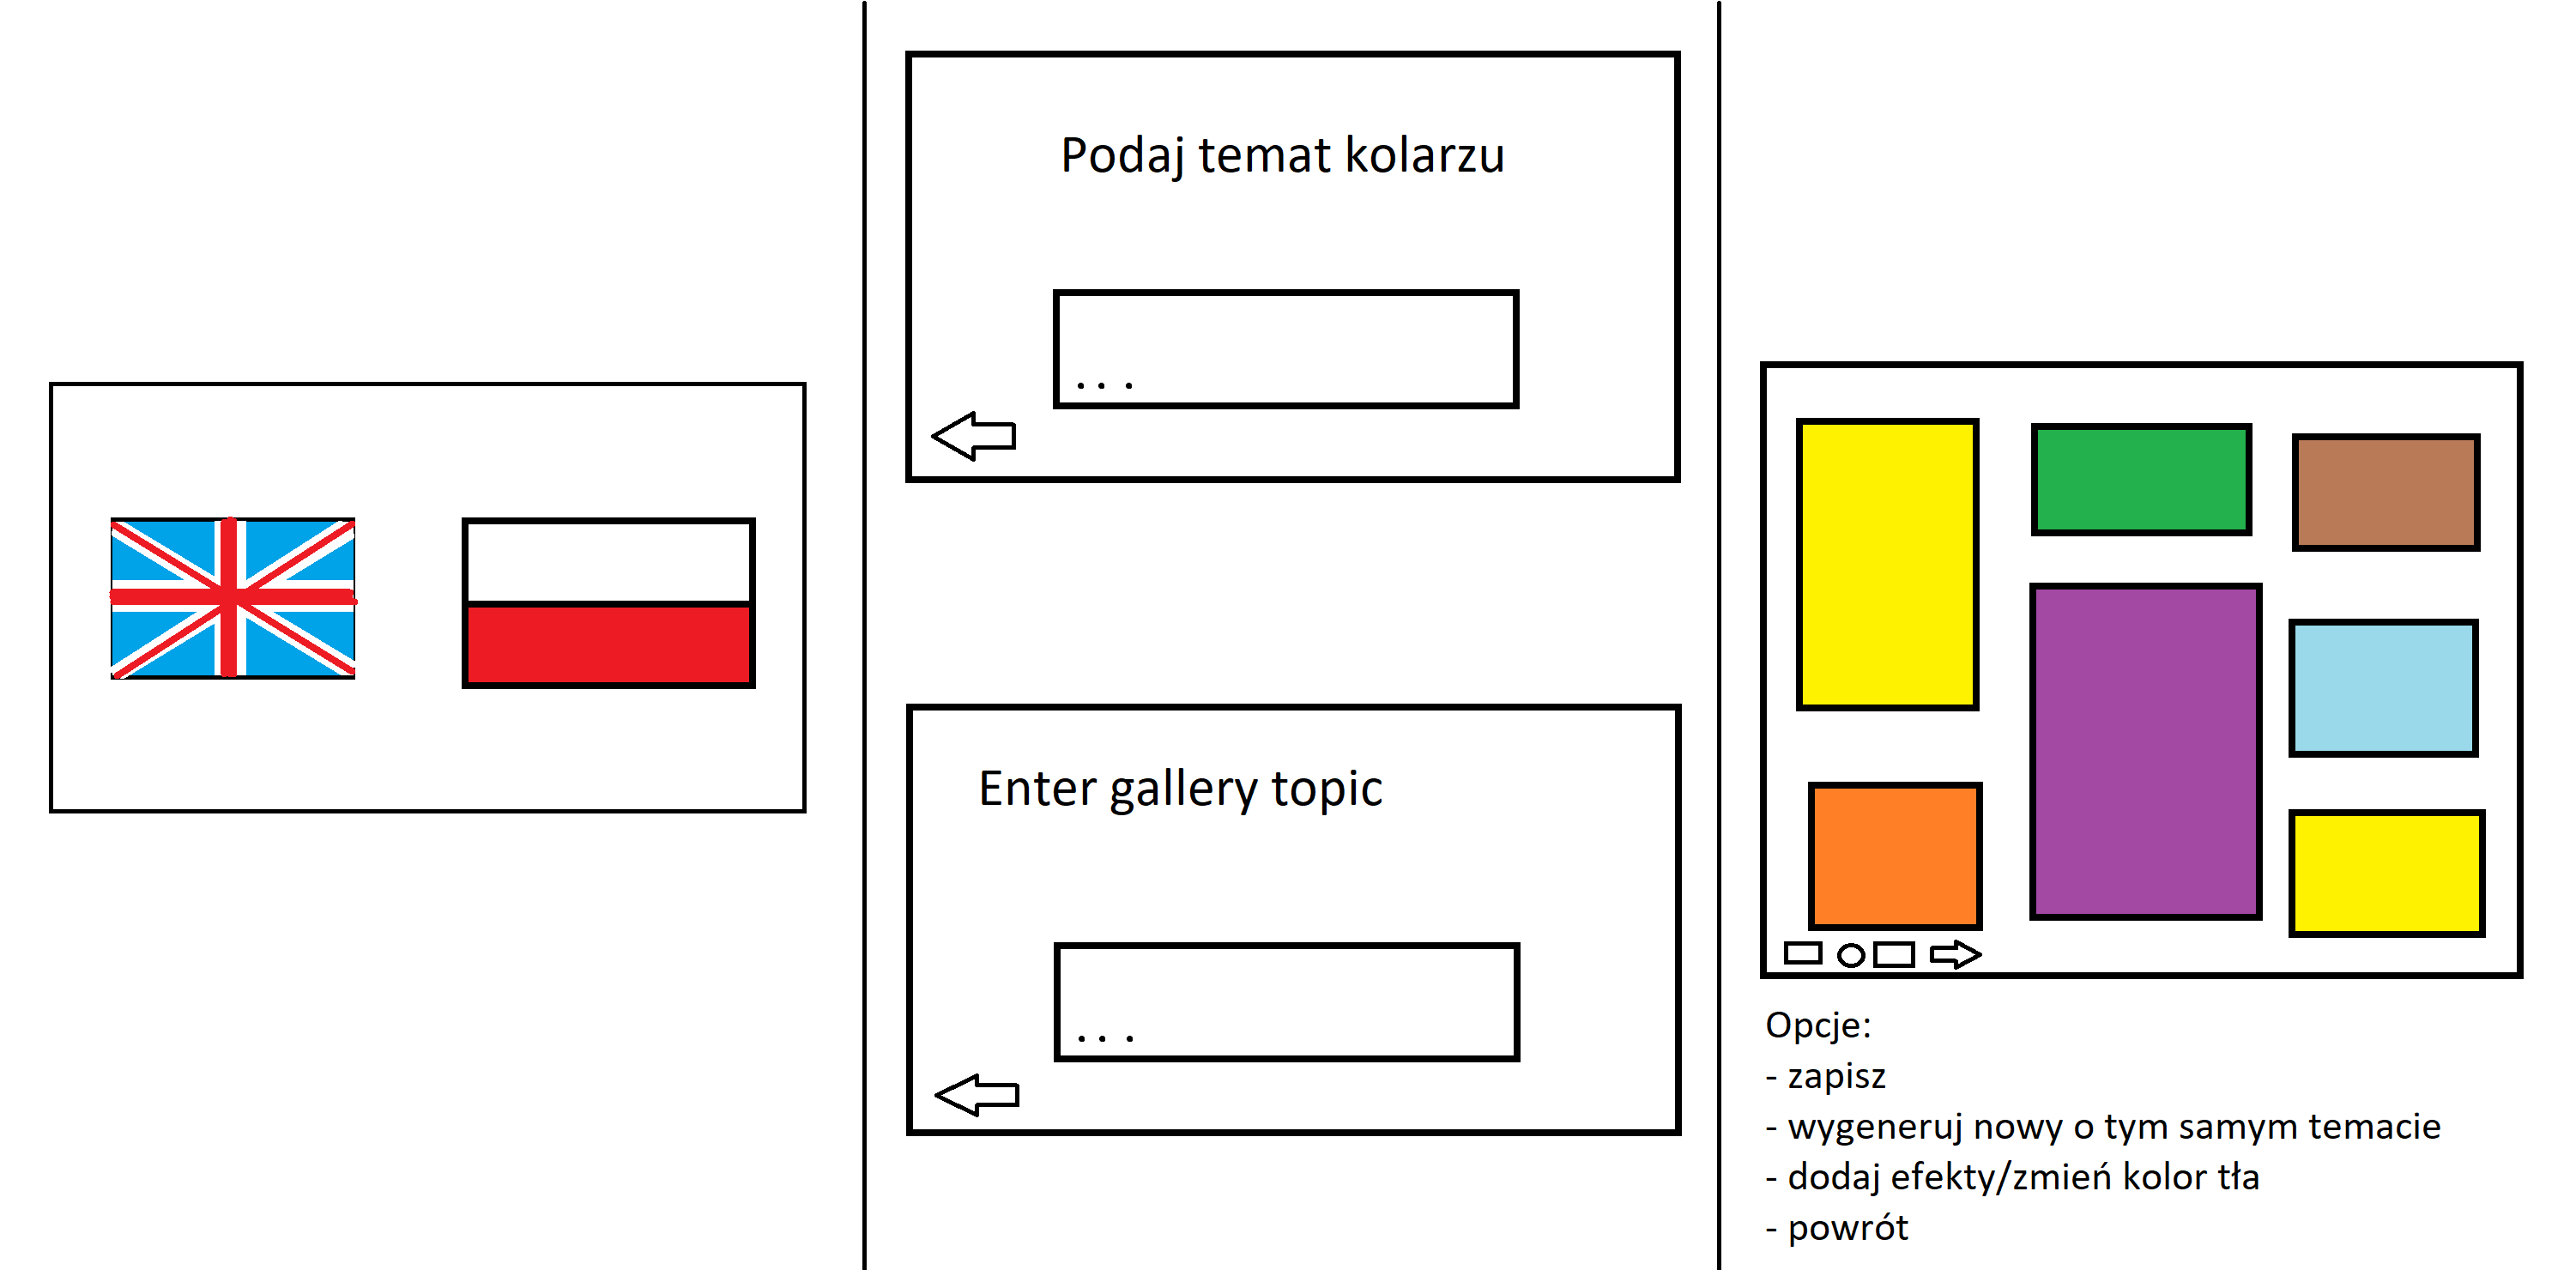 Podaj temat kolarzu
. . .
Enter gallery topic
. . .
Opcje:
- zapisz
- wygeneruj nowy o tym samym temacie
- dodaj efekty/zmień kolor tła
- powrót